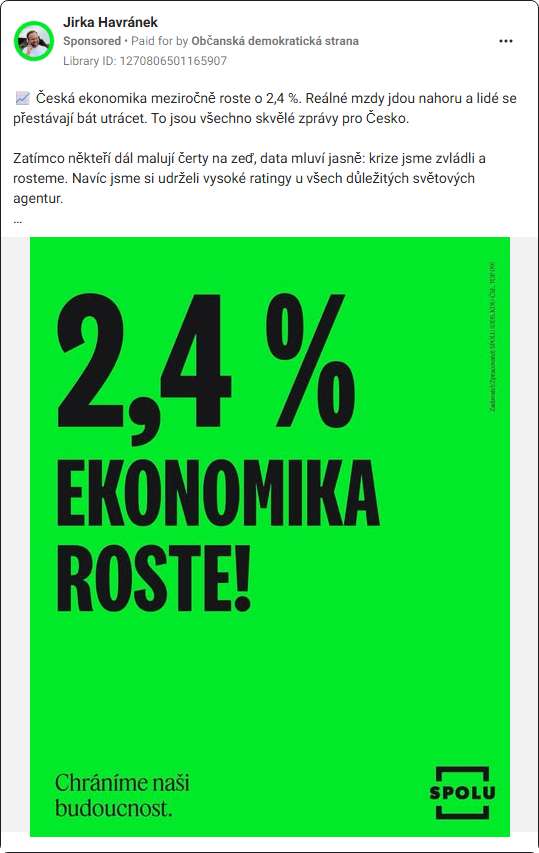 Jirka Havránek
Sponsored • Paid for by Občanská demokratická strana
Library ID: 1270806501165907
📈 Česká ekonomika meziročně roste o 2,4 %. Reálné mzdy jdou nahoru a lidé se
přestávají bát utrácet. To jsou všechno skvělé zprávy pro Česko.
Zatímco někteří dál malují čerty na zeď, data mluví jasně: krize jsme zvládli a
rosteme. Navíc jsme si udrželi vysoké ratingy u všech důležitých světových
agentur.
...
2,4 %
EKONOMIKA
ROSTE!
Chráníme naši
budoucnost.
SPOLU